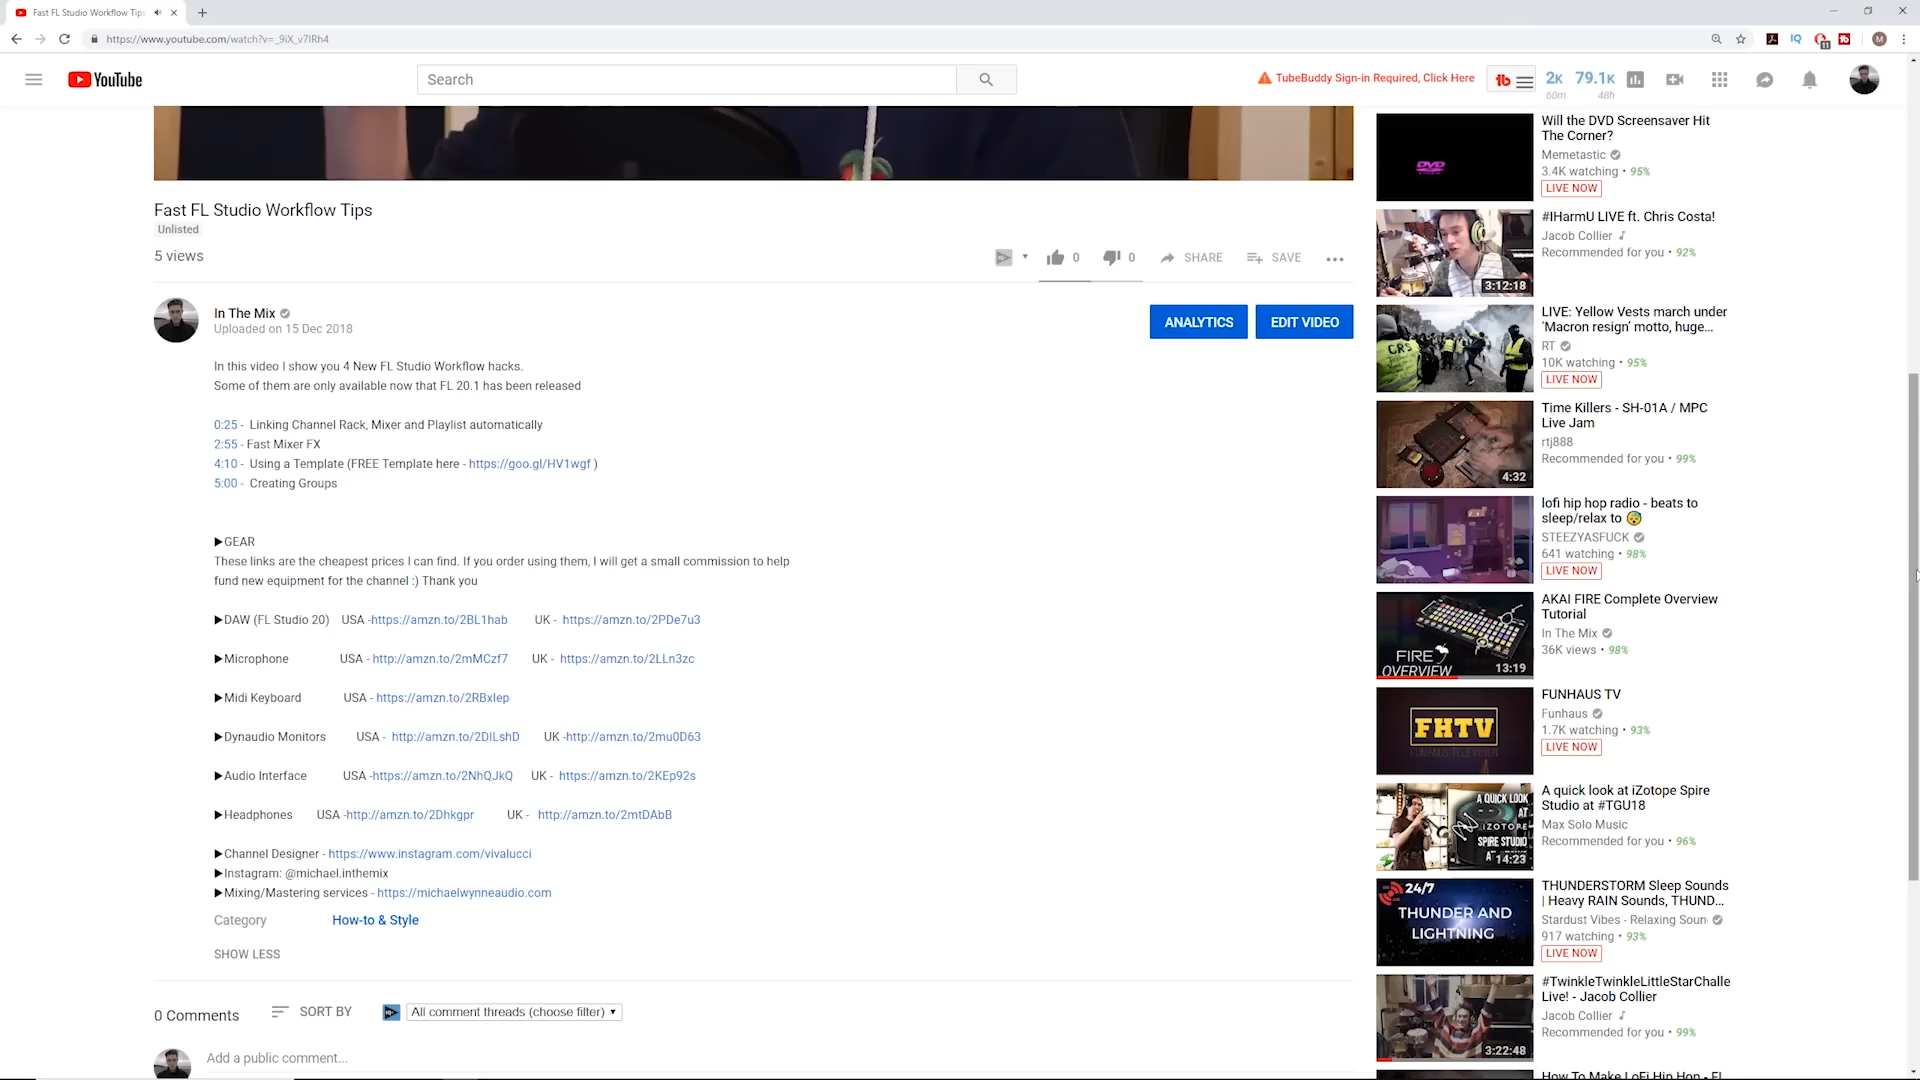 Fast FL Studio Workflow Tips
https://www.youtube.com/watch?v=_9iX_v7lRh4
YouTube
Search
TubeBuddy Sign-in Required, Click Here
2K 79.1K
60m 48h
Fast FL Studio Workflow Tips
Unlisted
5 views
0 0 SHARE SAVE
In The Mix
Uploaded on 15 Dec 2018
ANALYTICS EDIT VIDEO
In this video I show you 4 New FL Studio Workflow hacks.
Some of them are only available now that FL 20.1 has been released
0:25 - Linking Channel Rack, Mixer and Playlist automatically
2:55 - Fast Mixer FX
4:10 - Using a Template (FREE Template here - https://goo.gl/HV1wgf )
5:00 - Creating Groups
▶GEAR
These links are the cheapest prices I can find. If you order using them, I will get a small commission to help
fund new equipment for the channel :) Thank you
▶DAW (FL Studio 20) USA -https://amzn.to/2BL1hab UK - https://amzn.to/2PDe7u3
▶Microphone USA - http://amzn.to/2mMCzf7 UK - https://amzn.to/2LLn3zc
▶Midi Keyboard USA - https://amzn.to/2RBxIep
▶Dynaudio Monitors USA - http://amzn.to/2DILshD UK -http://amzn.to/2mu0D63
▶Audio Interface USA -https://amzn.to/2NhQJkQ UK - https://amzn.to/2KEp92s
▶Headphones USA -http://amzn.to/2Dhkgpr UK - http://amzn.to/2mtDAbB
▶Channel Designer - https://www.instagram.com/vivalucci
▶Instagram: @michael.inthemix
▶Mixing/Mastering services - https://michaelwynneaudio.com
Category How-to & Style
SHOW LESS
0 Comments SORT BY All comment threads (choose filter)
Add a public comment...
DVD
Will the DVD Screensaver Hit
The Corner?
Memetastic
3.4K watching • 95%
LIVE NOW
3:12:18
#IHarmU LIVE ft. Chris Costa!
Jacob Collier
Recommended for you • 92%
CRS
LIVE: Yellow Vests march under
'Macron resign' motto, huge...
RT
10K watching • 95%
LIVE NOW
4:32
Time Killers - SH-01A / MPC
Live Jam
rtj888
Recommended for you • 99%
lofi hip hop radio - beats to
sleep/relax to 😴
STEEZYASFUCK
641 watching • 98%
LIVE NOW
FIRE
OVERVIEW
13:19
AKAI FIRE Complete Overview
Tutorial
In The Mix
36K views • 98%
FHTV
FUNHAUS TELEVISION
FUNHAUS TV
Funhaus
1.7K watching • 93%
LIVE NOW
A QUICK LOOK
AT
IZOTOPE
SPIRE STUDIO
14:23
A quick look at iZotope Spire
Studio at #TGU18
Max Solo Music
Recommended for you • 96%
24/7
THUNDER AND
LIGHTNING
THUNDERSTORM Sleep Sounds
| Heavy RAIN Sounds, THUND...
Stardust Vibes - Relaxing Soun
917 watching • 93%
LIVE NOW
3:22:48
#TwinkleTwinkleLittleStarChalle
Live! - Jacob Collier
Jacob Collier
Recommended for you • 99%
How To Make LoFi Hip Hop - FL